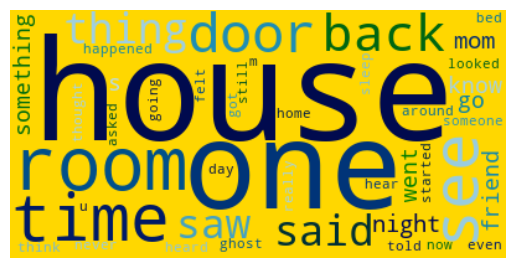 something
thing
happened
door
back
bed
mom
looked
house
S
asked
thought
going
felt
still
m
got
sleep
home
around
know
go
someone
room
one
day
really
hear
went
started
see
friend
time
u
saw
said
night
think
never
heard
ghost
told
now
even